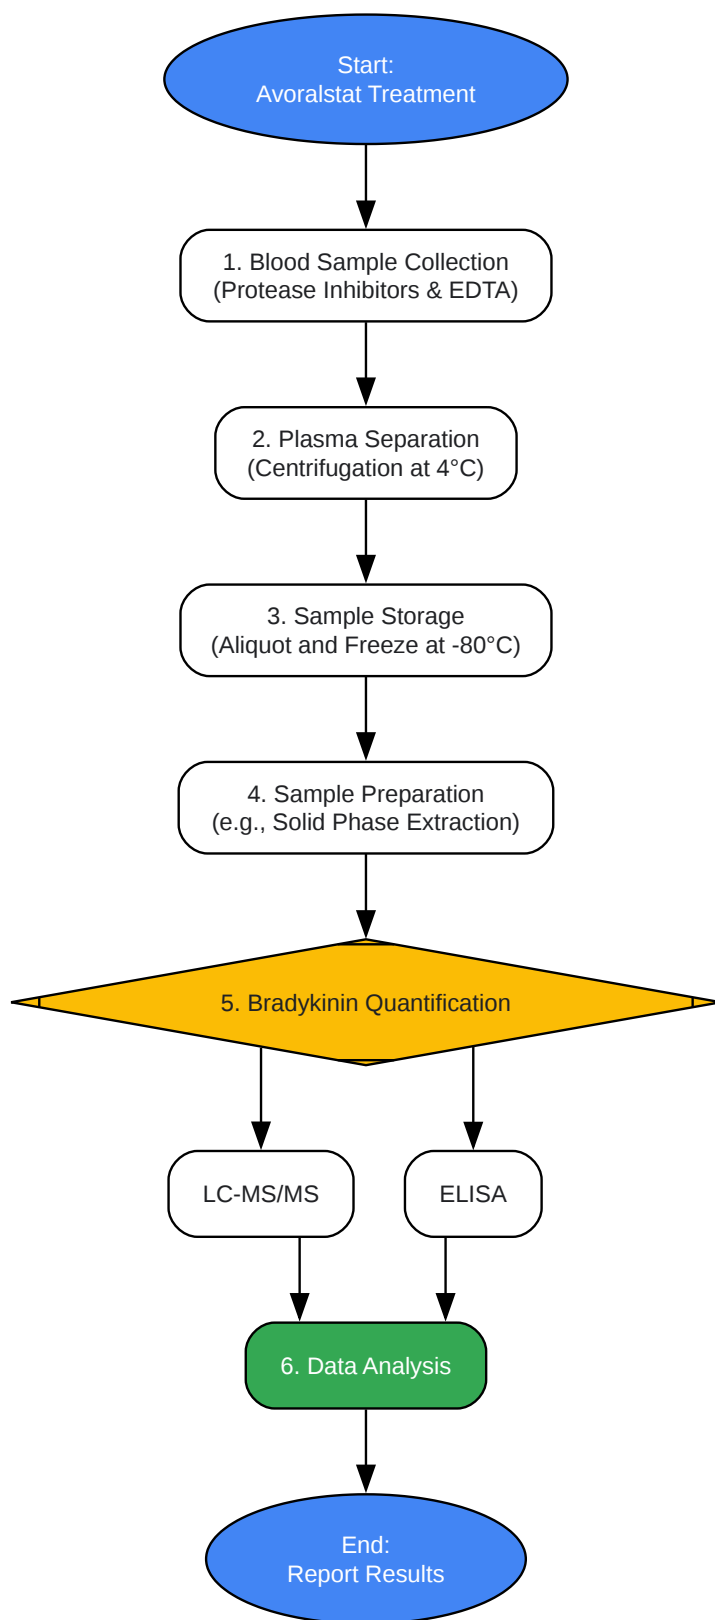 Start:
Avoralstat Treatment
1. Blood Sample Collection
(Protease Inhibitors & EDTA)
2. Plasma Separation
(Centrifugation at 4°C)
3. Sample Storage
(Aliquot and Freeze at -80°C)
4. Sample Preparation
(e.g., Solid Phase Extraction)
5. Bradykinin Quantification
LC-MS/MS
ELISA
6. Data Analysis
End:
Report Results